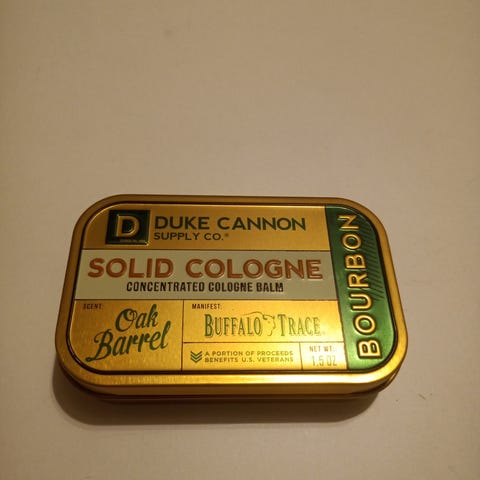 D
DUKE CANNON
SUPPLY CO.®
SOLID COLOGNE
CONCENTRATED COLOGNE BALM
SCENT:
Oak
Barrel
MANIFEST:
BUFFALO TRACE
A PORTION OF PROCEEDS
BENEFITS U.S. VETERANS
NET WT.
1.5 OZ
BOURBON